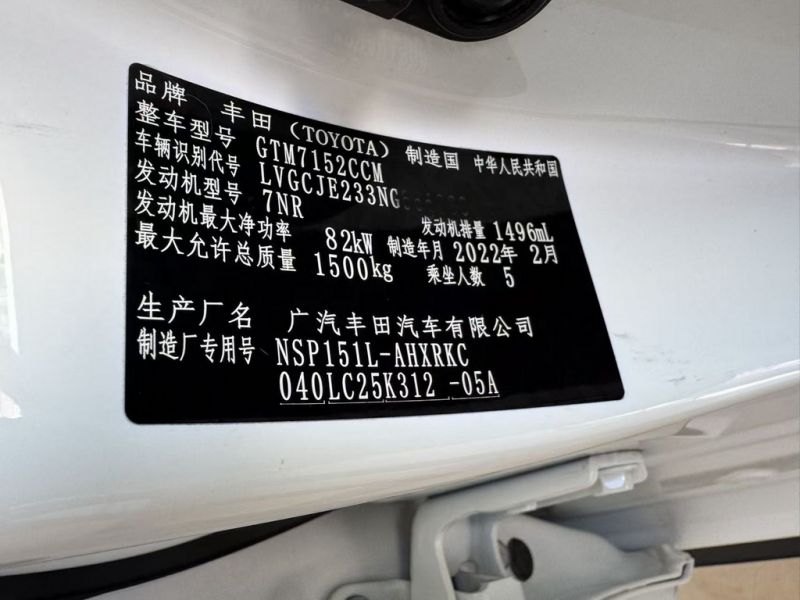 品牌 丰田 (TOYOTA) 制造国 中华人民共和国
整车型号 GTM7152CCM
车辆识别代号 LVGCJE233NG
发动机型号 7NR 发动机排量 1496mL
发动机最大净功率 82kW 制造年月 2022年 2月
最大允许总质量 1500kg 乘坐人数 5
生产厂名 广汽丰田汽车有限公司
制造厂专用号 NSP151L-AHXRKC
040LC25K312 -05A